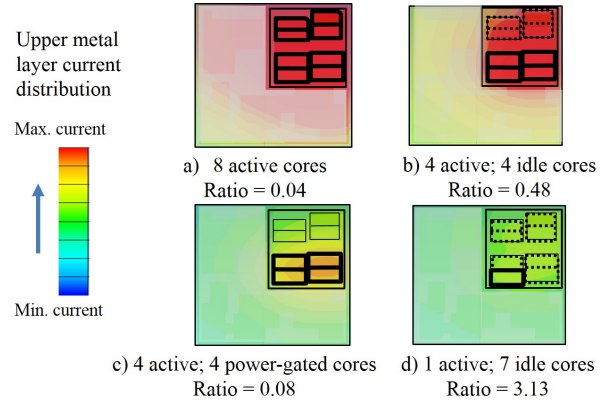 Upper metal
layer current
distribution
Max. current
Min. current
a) 8 active cores
Ratio = 0.04
b) 4 active; 4 idle cores
Ratio = 0.48
c) 4 active; 4 power-gated cores
Ratio = 0.08
d) 1 active; 7 idle cores
Ratio = 3.13